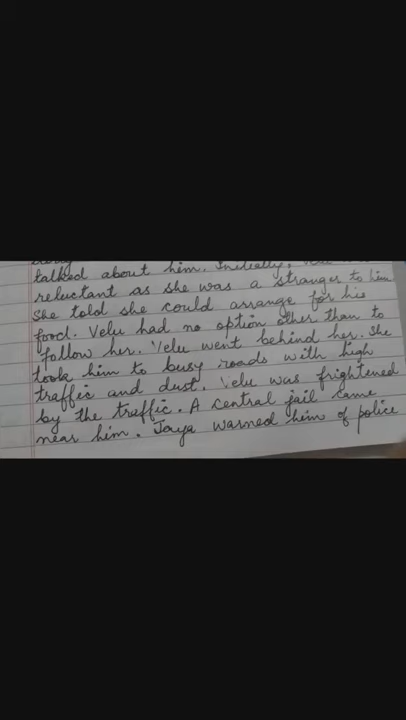 talked about him. Initially, Velu was
reluctant as she was a stranger to him
She told she could arrange for his
food. Velu had no option other than to
follow her. Velu went behind her. She
took him to busy roads with high
traffic and dust. Velu was frightened
by the traffic. A central jail came
near him. Jaya warned him of police